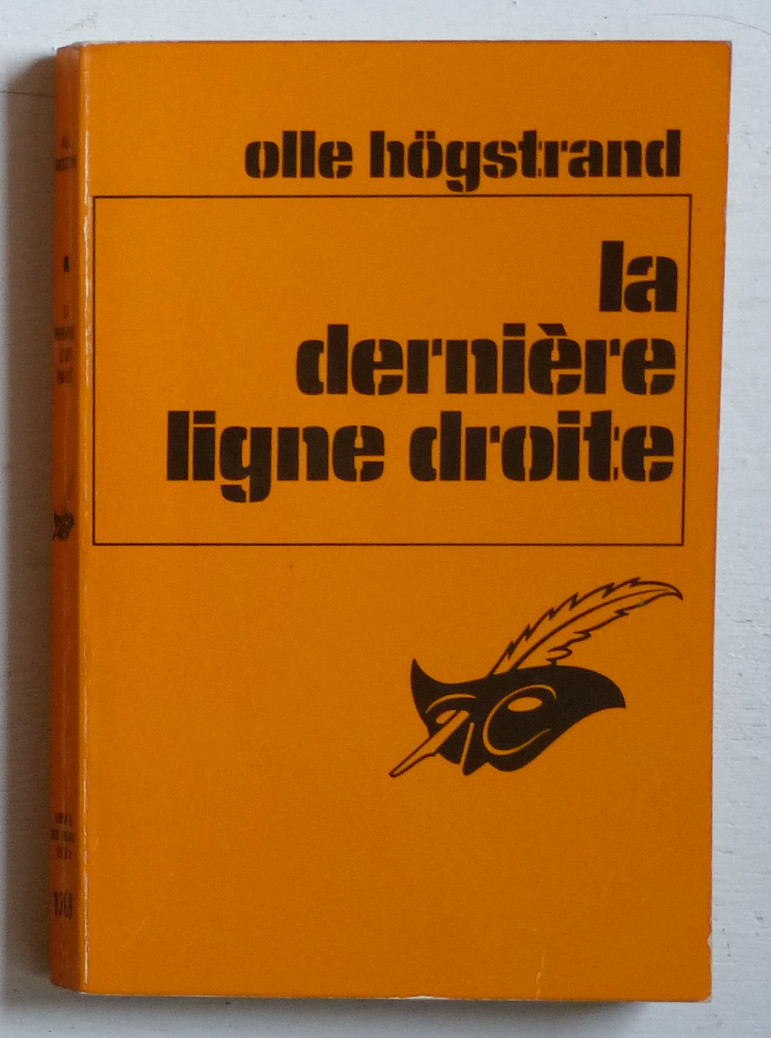 olle högstrand
la
dernière
ligne droite